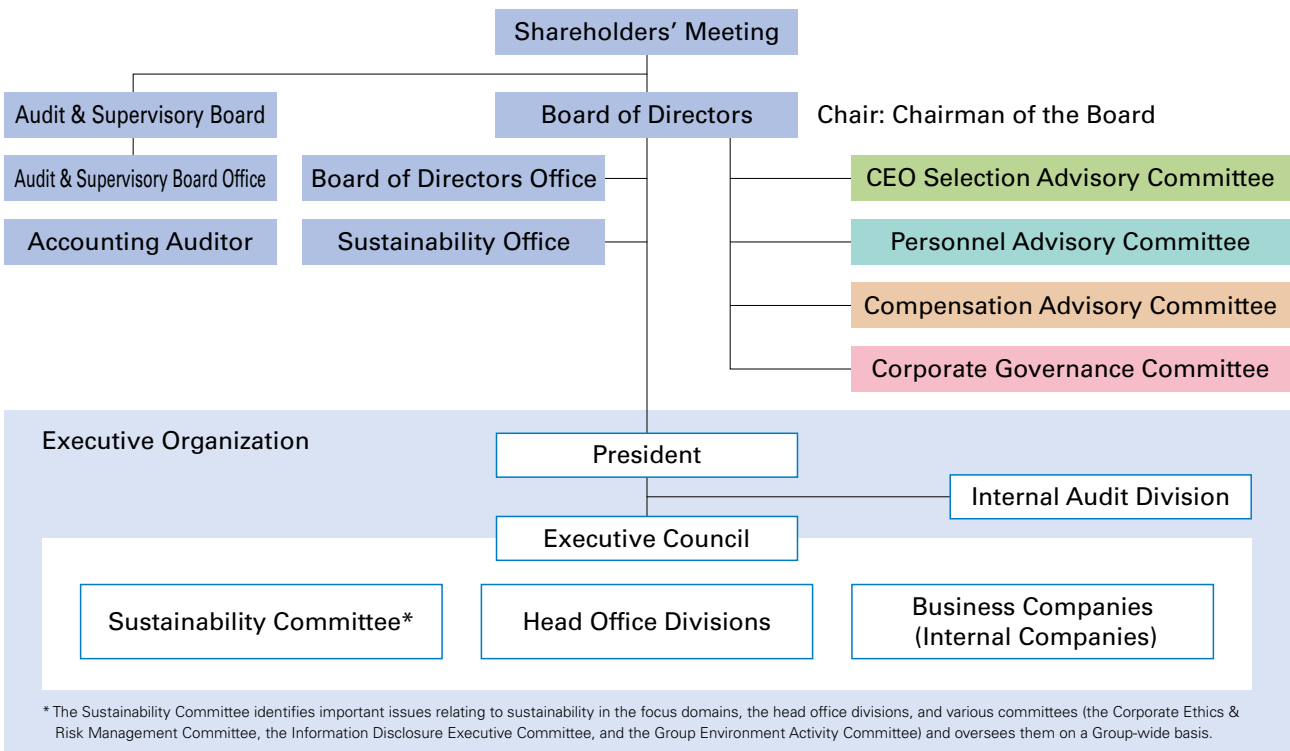 Shareholders’ Meeting
Audit & Supervisory Board
Board of Directors
Chair: Chairman of the Board
Audit & Supervisory Board Office
Board of Directors Office
CEO Selection Advisory Committee
Accounting Auditor
Sustainability Office
Personnel Advisory Committee
Compensation Advisory Committee
Corporate Governance Committee
Executive Organization
President
Internal Audit Division
Executive Council
Sustainability Committee*
Head Office Divisions
Business Companies
(Internal Companies)
* The Sustainability Committee identifies important issues relating to sustainability in the focus domains, the head office divisions, and various committees (the Corporate Ethics &
Risk Management Committee, the Information Disclosure Executive Committee, and the Group Environment Activity Committee) and oversees them on a Group-wide basis.